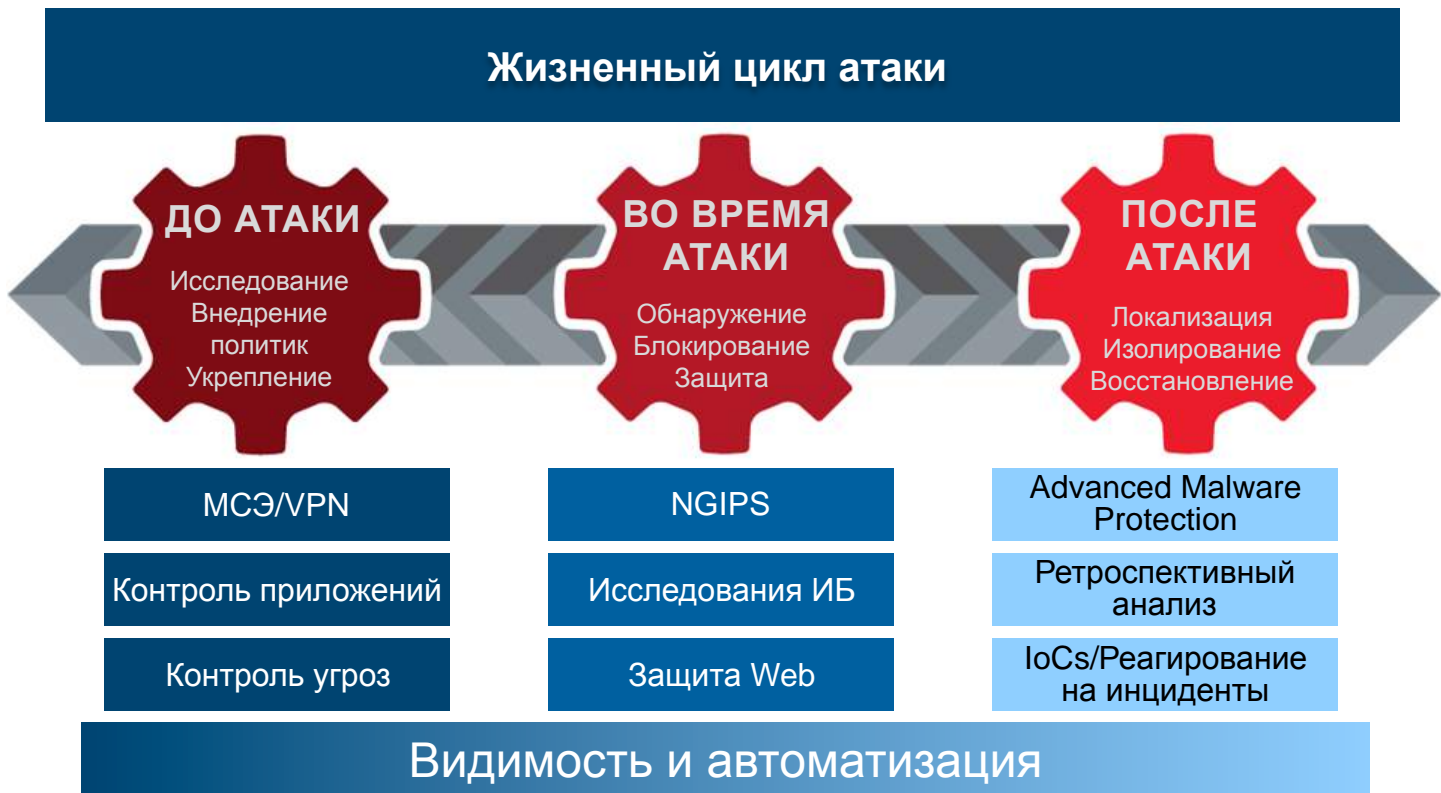 Жизненный цикл атаки
ДО АТАКИ
Исследование
Внедрение
политик
Укрепление
ВО ВРЕМЯ
АТАКИ
Обнаружение
Блокирование
Защита
ПОСЛЕ
АТАКИ
Локализация
Изолирование
Восстановление
МСЭ/VPN
Контроль приложений
Контроль угроз
NGIPS
Исследования ИБ
Защита Web
Advanced Malware
Protection
Ретроспективный
анализ
IoCs/Реагирование
на инциденты
Видимость и автоматизация